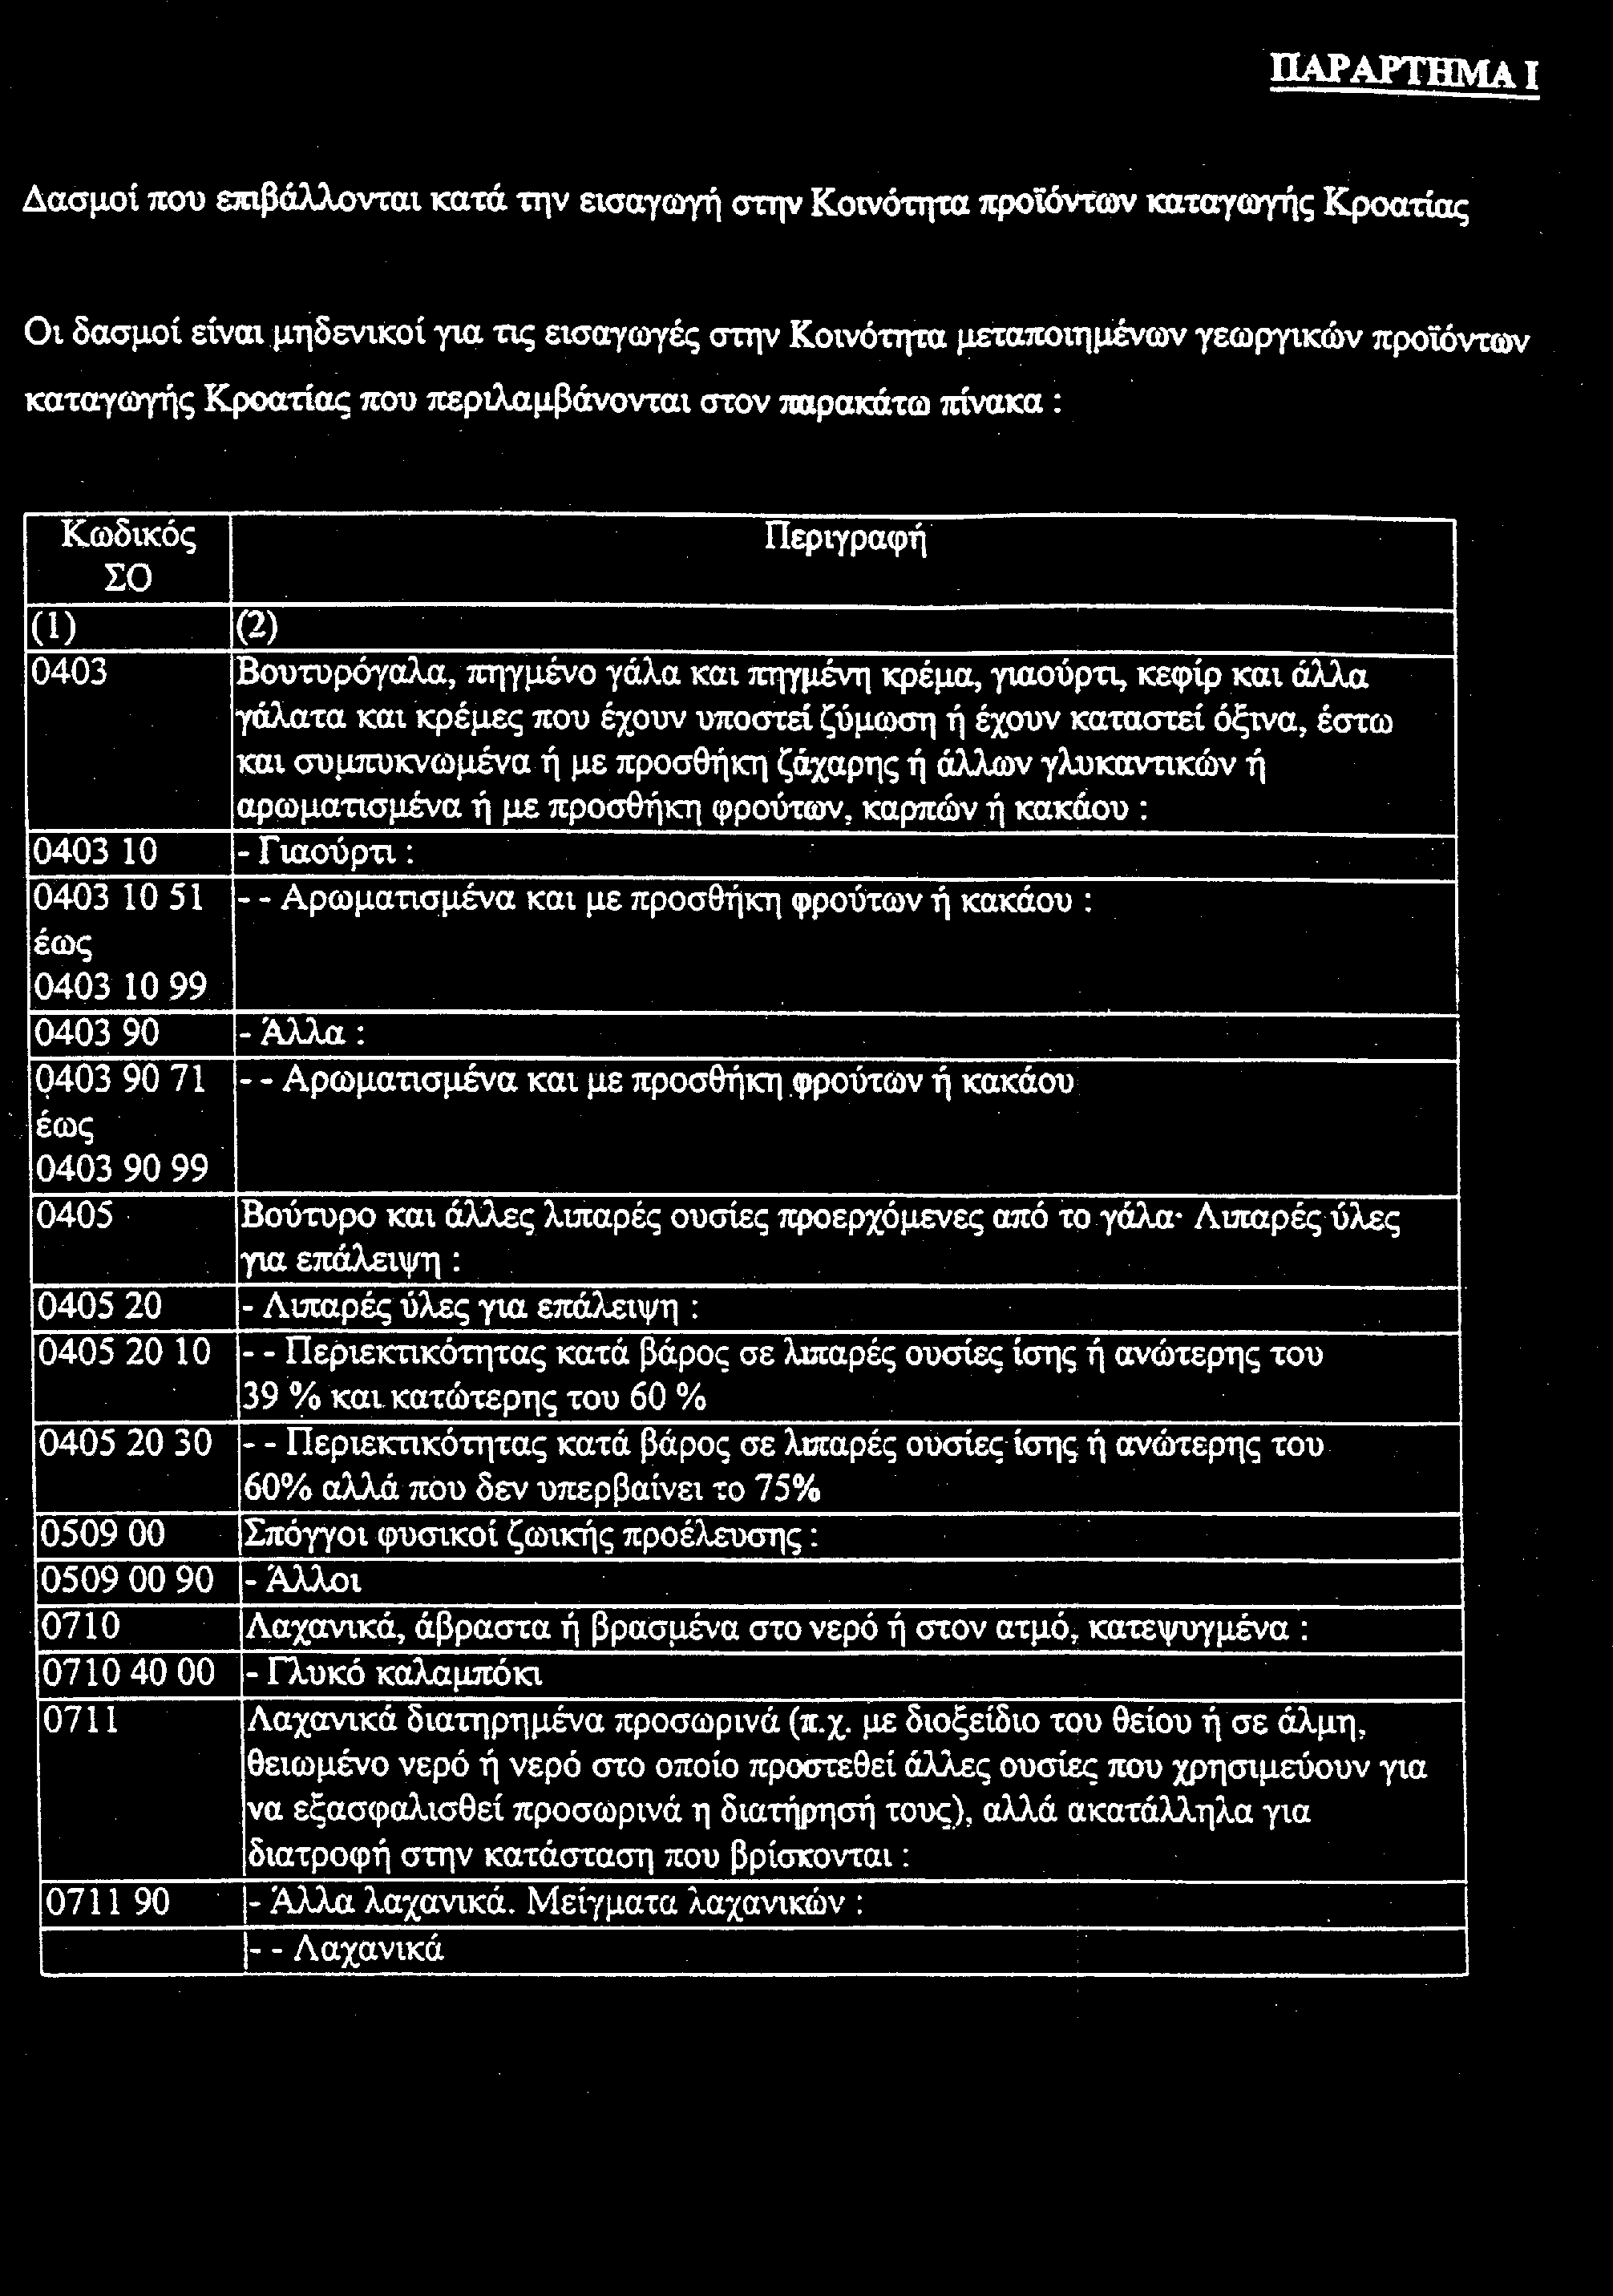 ΠΑΡΑΡΤΗΜΑ Ι
Δασμοί που επιβάλλονται κατά την εισαγωγή στην Κοινότητα προϊόντων καταγωγής Κροατίας
Οι δασμοί είναι μηδενικοί για τις εισαγωγές στην Κοινότητα μεταποιημένων γεωργικών προϊόντων
καταγωγής Κροατίας που περιλαμβάνονται στον παρακάτω πίνακα :
Κωδικός Περιγραφή
ΣΟ
(1) (2)
0403 Βουτυρόγαλα, πηγμένο γάλα και πηγμένη κρέμα, γιαούρτι, κεφίρ και άλλα
γάλατα και κρέμες που έχουν υποστεί ζύμωση ή έχουν καταστεί όξινα, έστω
και συμπυκνωμένα ή με προσθήκη ζάχαρης ή άλλων γλυκαντικών ή
αρωματισμένα ή με προσθήκη φρούτων, καρπών ή κακάου :
0403 10 - Γιαούρτι :
0403 10 51 - - Αρωματισμένα και με προσθήκη φρούτων ή κακάου :
έως
0403 10 99
0403 90 - Άλλα :
0403 90 71 - - Αρωματισμένα και με προσθήκη φρούτων ή κακάου
έως
0403 90 99
0405 Βούτυρο και άλλες λιπαρές ουσίες προερχόμενες από το γάλα· Λιπαρές ύλες
για επάλειψη :
0405 20 - Λιπαρές ύλες για επάλειψη :
0405 20 10 - - Περιεκτικότητας κατά βάρος σε λιπαρές ουσίες ίσης ή ανώτερης του
39 % και κατώτερης του 60 %
0405 20 30 - - Περιεκτικότητας κατά βάρος σε λιπαρές ουσίες ίσης ή ανώτερης του
60% αλλά που δεν υπερβαίνει το 75%
0509 00 Σπόγγοι φυσικοί ζωικής προέλευσης :
0509 00 90 - Άλλοι
0710 Λαχανικά, άβραστα ή βρασμένα στο νερό ή στον ατμό, κατεψυγμένα :
0710 40 00 - Γλυκό καλαμπόκι
0711 Λαχανικά διατηρημένα προσωρινά (π.χ. με διοξείδιο του θείου ή σε άλμη,
θειωμένο νερό ή νερό στο οποίο προστεθεί άλλες ουσίες που χρησιμεύουν για
να εξασφαλισθεί προσωρινά η διατήρησή τους), αλλά ακατάλληλα για
διατροφή στην κατάσταση που βρίσκονται :
0711 90 - Άλλα λαχανικά. Μείγματα λαχανικών :
- - Λαχανικά